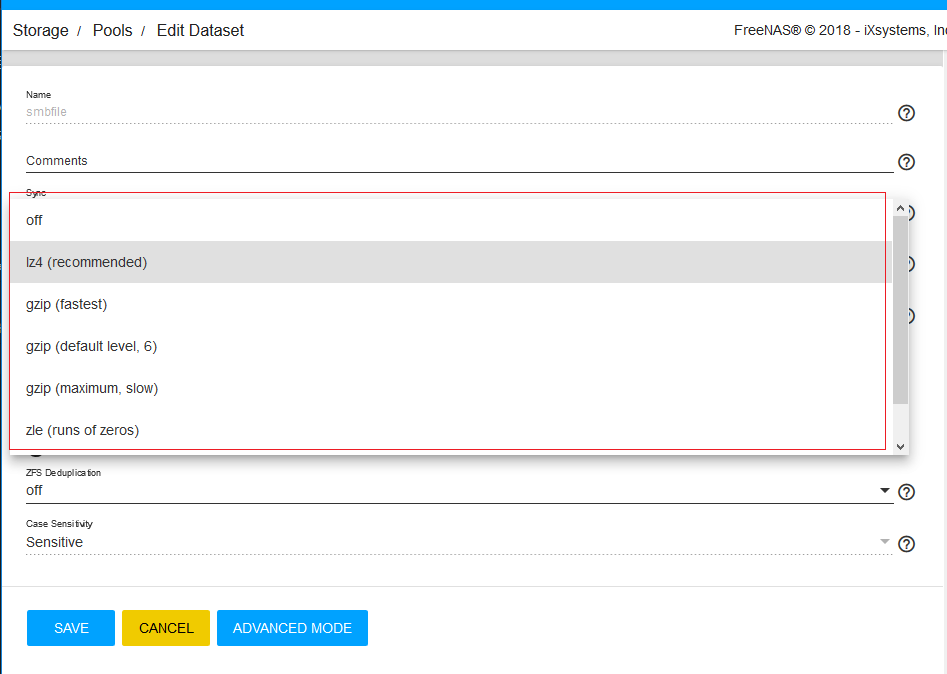 Storage / Pools / Edit Dataset
FreeNAS® © 2018 - iXsystems, In
Name
smbfile
Comments
Sync
off
lz4 (recommended)
gzip (fastest)
gzip (default level, 6)
gzip (maximum, slow)
zle (runs of zeros)
ZFS Deduplication
off
Case Sensitivity
Sensitive
SAVE
CANCEL
ADVANCED MODE